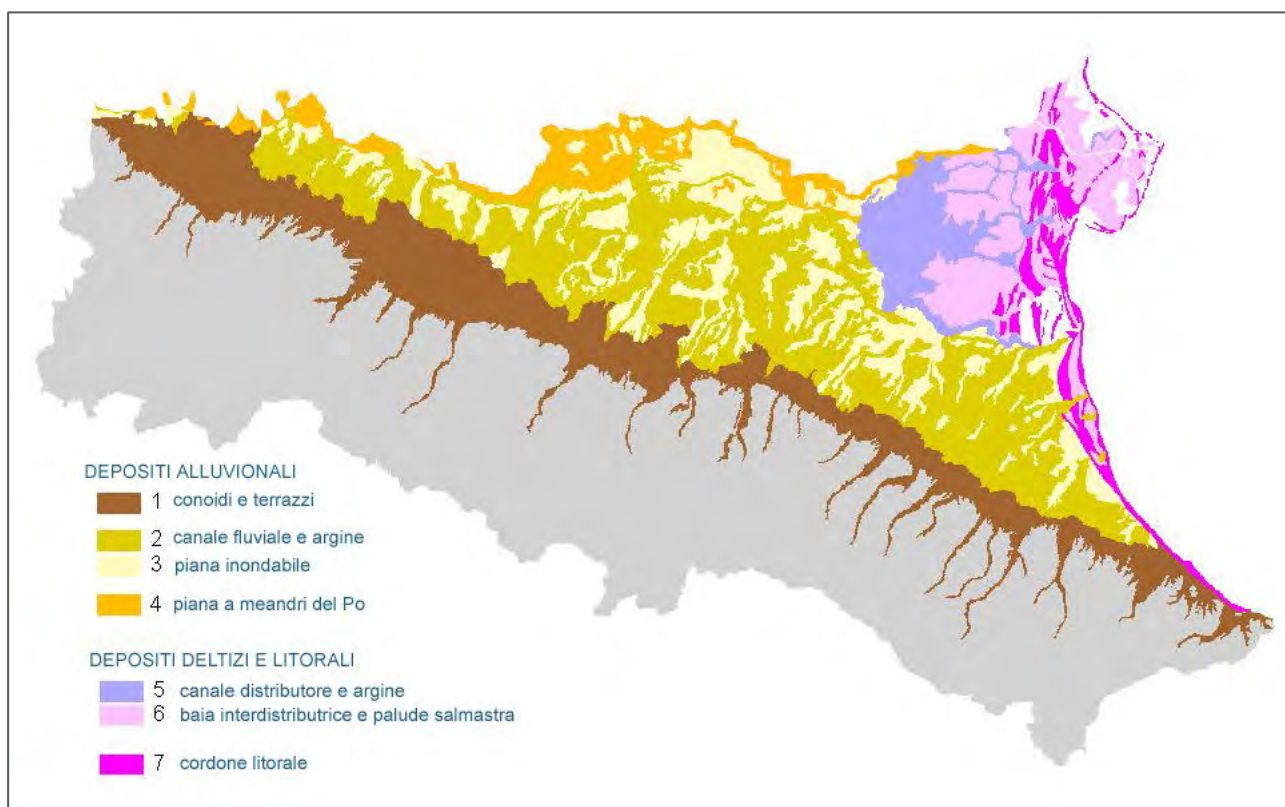 DEPOSITI ALLUVIONALI
1 conoidi e terrazzi
2 canale fluviale e argine
3 piana inondabile
4 piana a meandri del Po
DEPOSITI DELTIZI E LITORALI
5 canale distributore e argine
6 baia interdistributrice e palude salmastra
7 cordone litorale